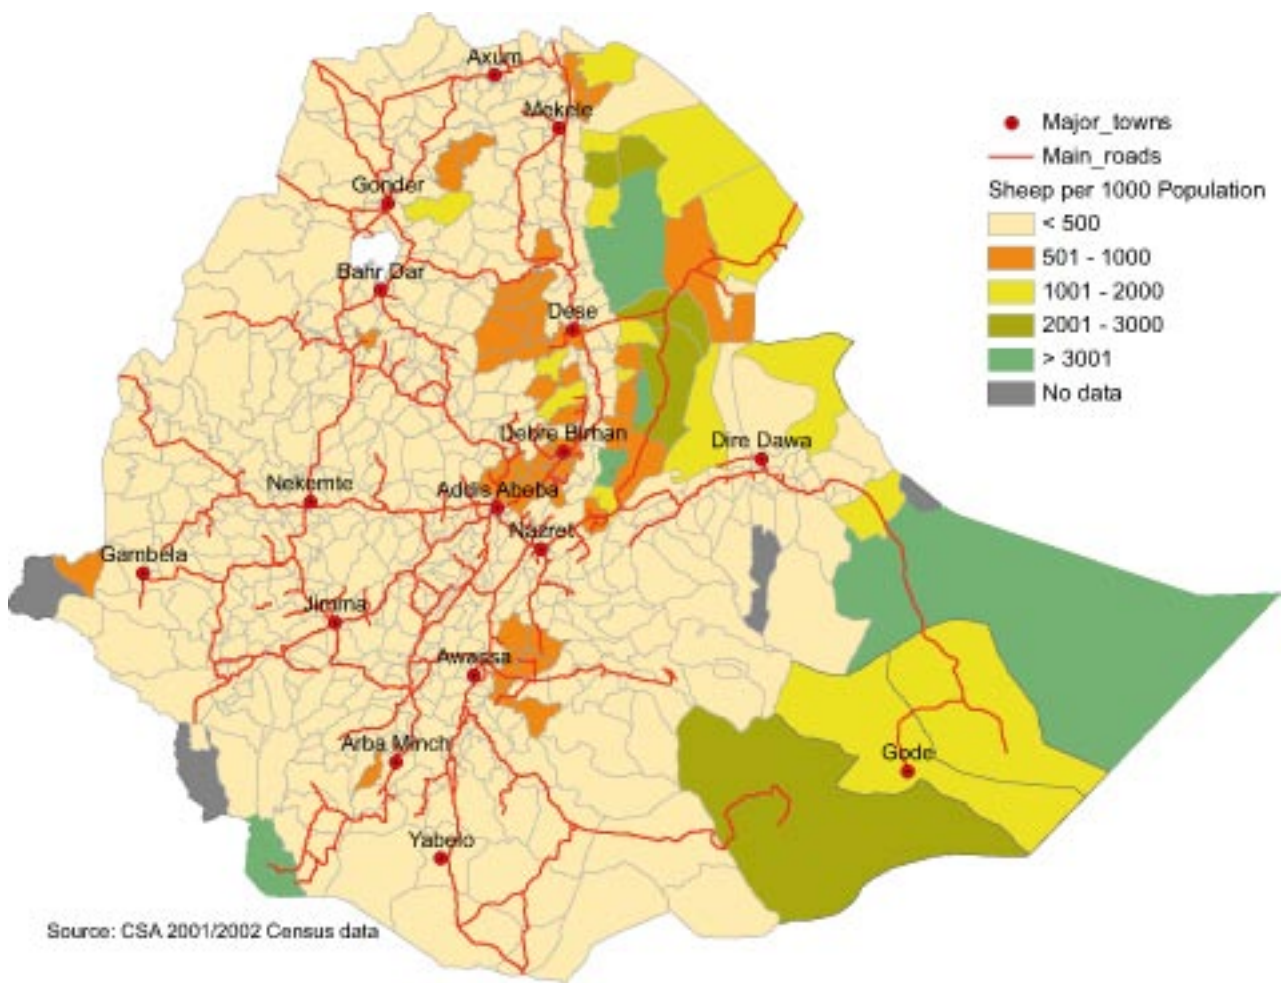 Axum
Mekele
Gonder
Bahr Dar
Dese
Debre Birhan
Dire Dawa
Nekemte
Addis Abeba
Nazret
Gambela
Jimma
Awassa
Arba Minch
Gode
Yabelo
Major_towns
Main_roads
Sheep per 1000 Population
< 500
501 - 1000
1001 - 2000
2001 - 3000
> 3001
No data
Source: CSA 2001/2002 Census data